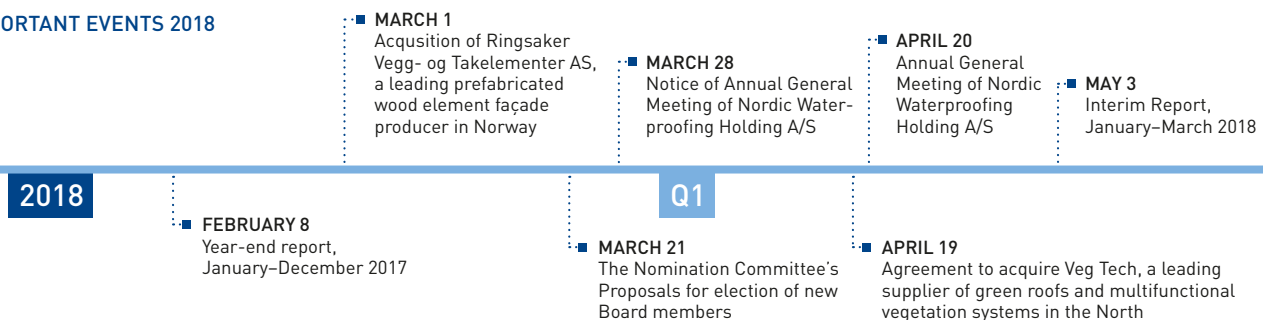 ORTANT EVENTS 2018
MARCH 1
Acqusition of Ringsaker
Vegg- og Takelementer AS,
a leading prefabricated
wood element façade
producer in Norway
MARCH 28
Notice of Annual General
Meeting of Nordic Water-
proofing Holding A/S
APRIL 20
Annual General
Meeting of Nordic
Waterproofing
Holding A/S
MAY 3
Interim Report,
January–March 2018
2018
Q1
FEBRUARY 8
Year-end report,
January–December 2017
MARCH 21
The Nomination Committee’s
Proposals for election of new
Board members
APRIL 19
Agreement to acquire Veg Tech, a leading
supplier of green roofs and multifunctional
vegetation systems in the North